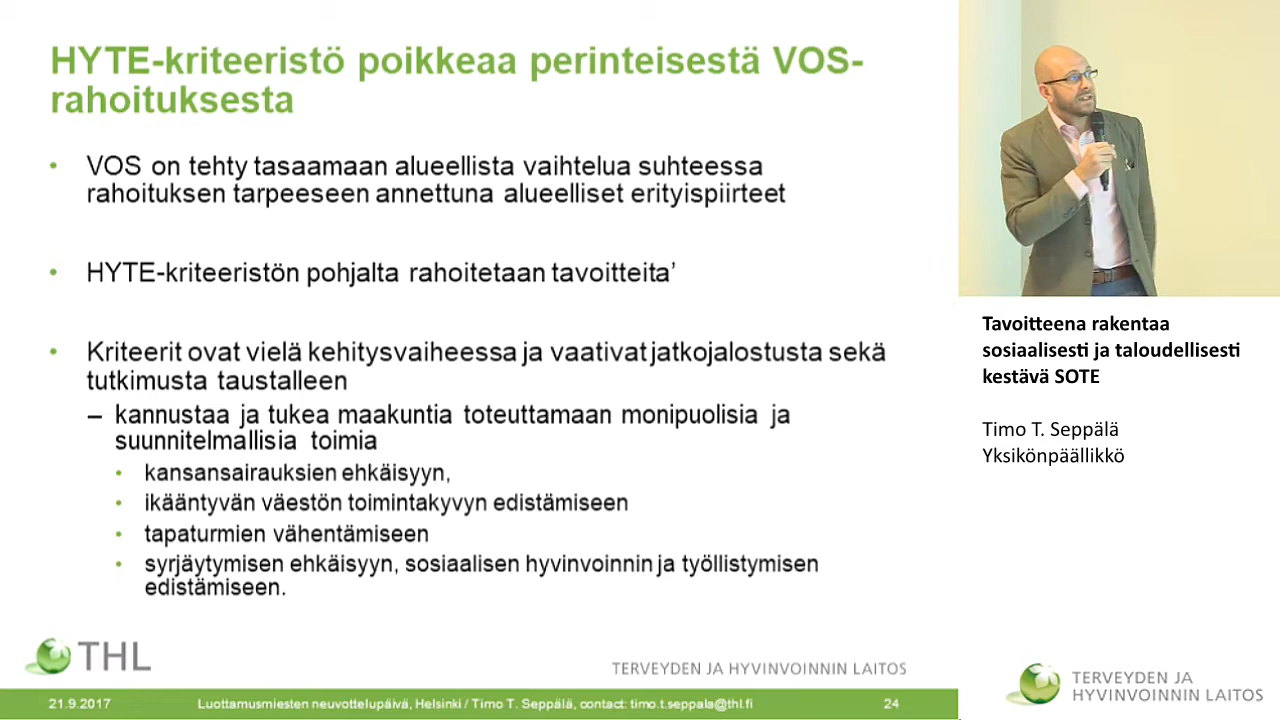 HYTE-kriteeristö poikkeaa perinteisestä VOS-
rahoituksesta
• VOS on tehty tasaamaan alueellista vaihtelua suhteessa
rahoituksen tarpeeseen annettuna alueelliset erityispiirteet
• HYTE-kriteeristön pohjalta rahoitetaan tavoitteita’
• Kriteerit ovat vielä kehitysvaiheessa ja vaativat jatkojalostusta sekä
tutkimusta taustalleen
– kannustaa ja tukea maakuntia toteuttamaan monipuolisia ja
suunnitelmallisia toimia
• kansansairauksien ehkäisyyn,
• ikääntyvän väestön toimintakyvyn edistämiseen
• tapaturmien vähentämiseen
• syrjäytymisen ehkäisyyn, sosiaalisen hyvinvoinnin ja työllistymisen
edistämiseen.
THL
TERVEYDEN JA HYVINVOINNIN LAITOS
21.9.2017 Luottamusmiesten neuvottelupäivä, Helsinki / Timo T. Seppälä, contact: timo.t.seppala@thl.fi 24
Tavoitteena rakentaa
sosiaalisesti ja taloudellisesti
kestävä SOTE
Timo T. Seppälä
Yksikönpäällikkö
TERVEYDEN JA
HYVINVOINNIN LAITOS